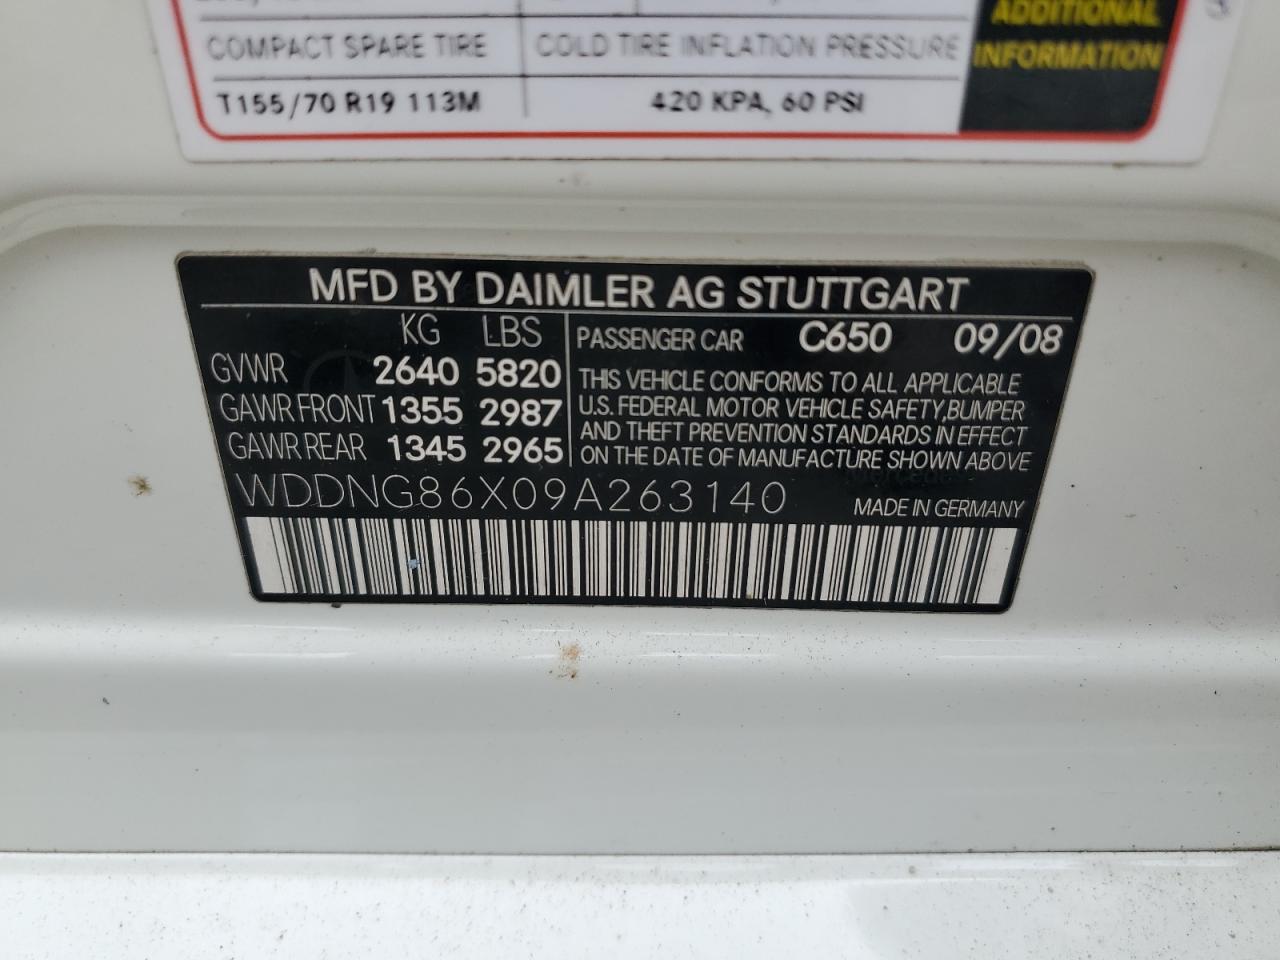 ADDITIONAL
COMPACT SPARE TIRE COLD TIRE INFLATION PRESSURE INFORMATION
T155/70 R19 113M 420 KPA, 60 PSI
MFD BY DAIMLER AG STUTTGART
KG LBS PASSENGER CAR C650 09/08
GVWR 2640 5820 THIS VEHICLE CONFORMS TO ALL APPLICABLE
GAWR FRONT 1355 2987 U.S. FEDERAL MOTOR VEHICLE SAFETY,BUMPER
AND THEFT PREVENTION STANDARDS IN EFFECT
GAWR REAR 1345 2965 ON THE DATE OF MANUFACTURE SHOWN ABOVE
WDDNG86X09A263140 MADE IN GERMANY